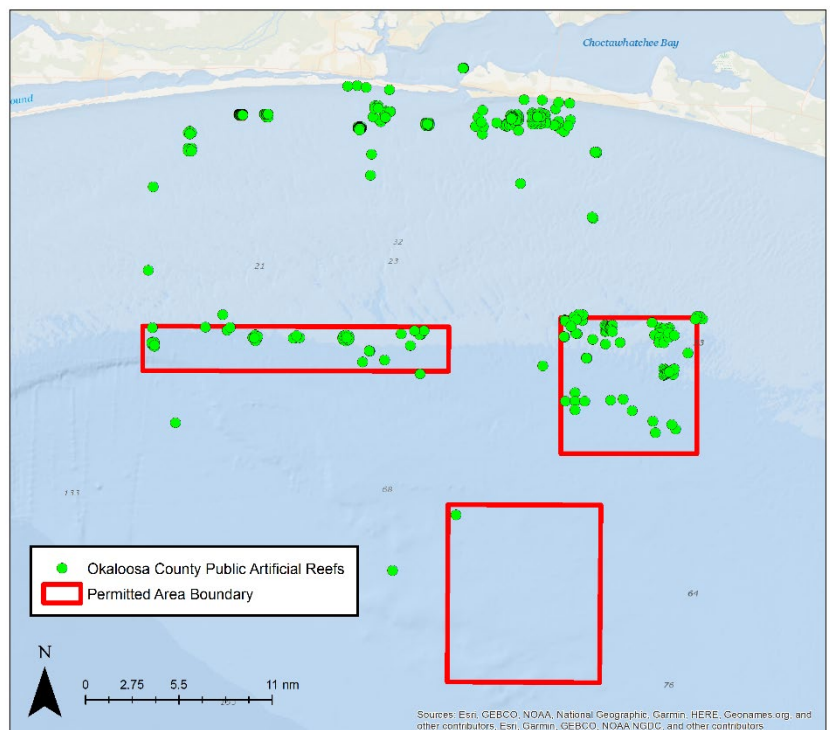 Choctawhatchee Bay
ound
32
23
21
3
133
68
Okaloosa County Public Artificial Reefs
Permitted Area Boundary
64
N
0 2.75 5.5 11 nm
76
Sources: Esri, GEBCO, NOAA, National Geographic, Garmin, HERE, Geonames.org, and
other contributors, Esri, Garmin, GEBCO, NOAA NGDC, and other contributors